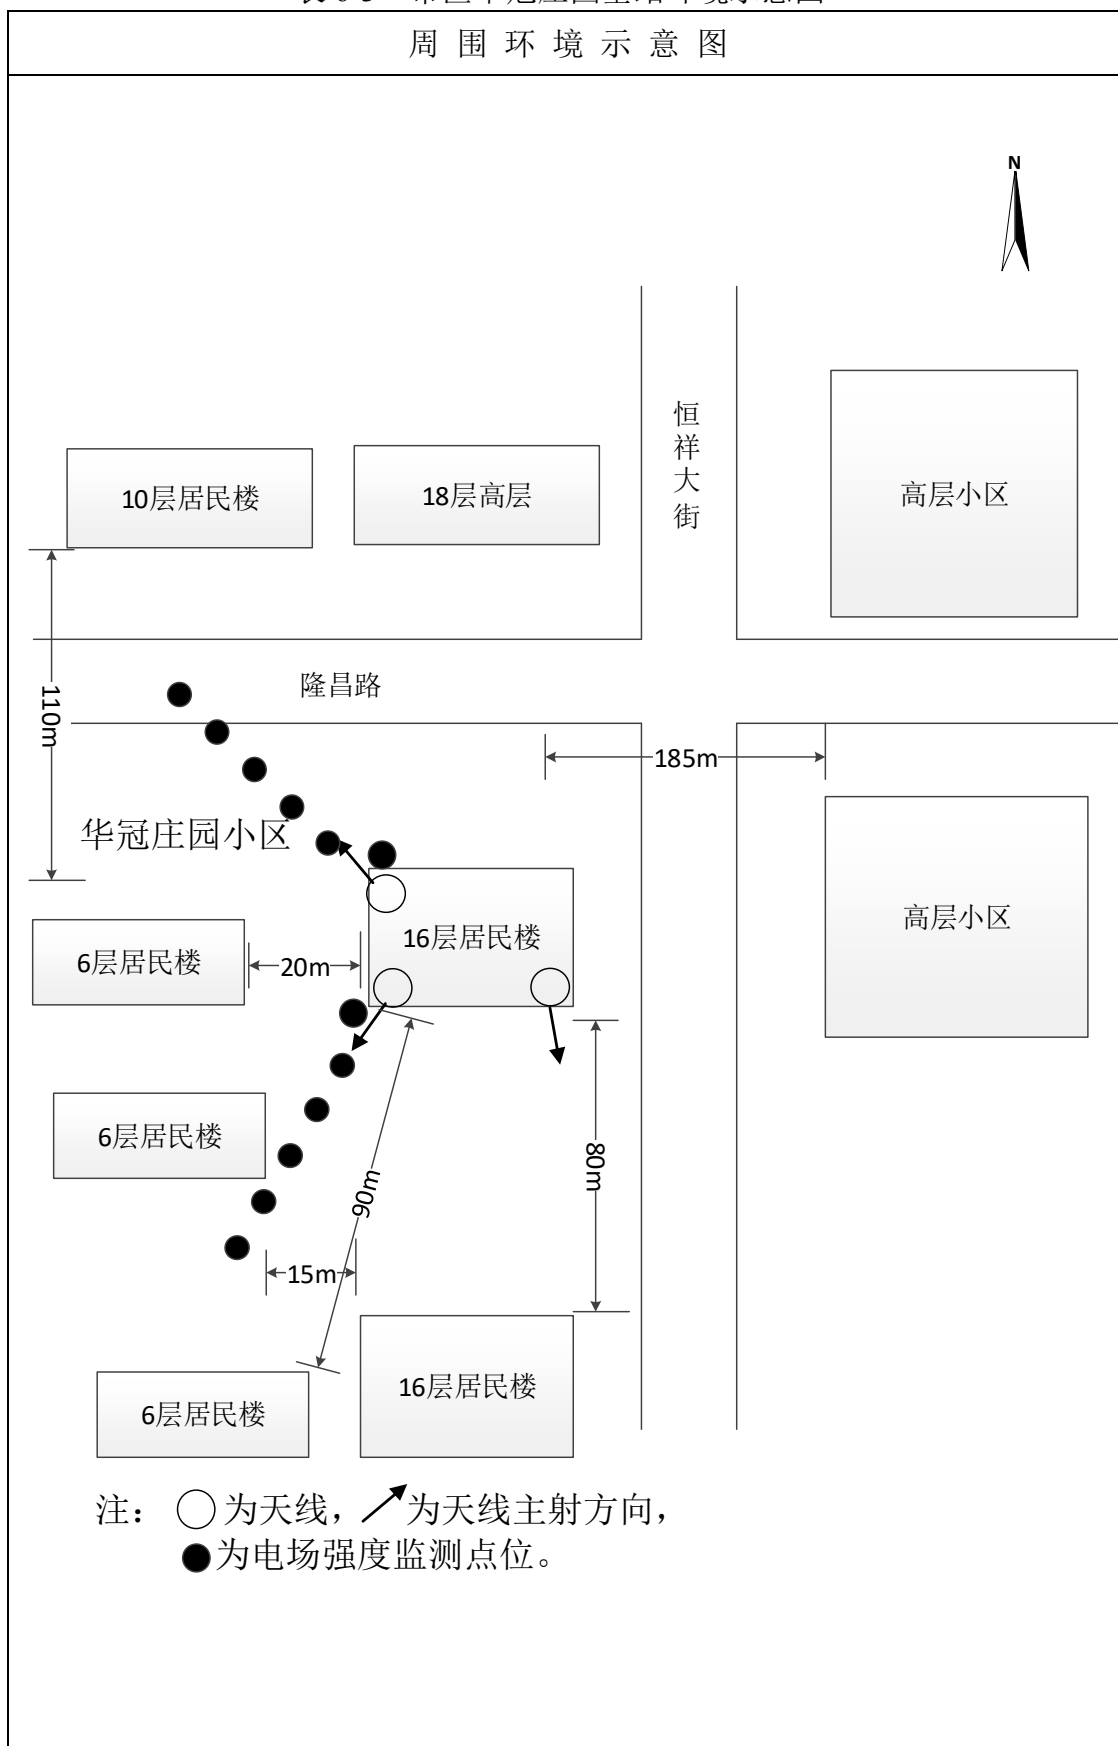 周围环境示意图
N
恒祥大街
10层居民楼
18层高层
高层小区
隆昌路
110m
185m
华冠庄园小区
16层居民楼
高层小区
6层居民楼
20m
6层居民楼
80m
90m
15m
16层居民楼
6层居民楼
注：为天线，为天线主射方向，
为电场强度监测点位。